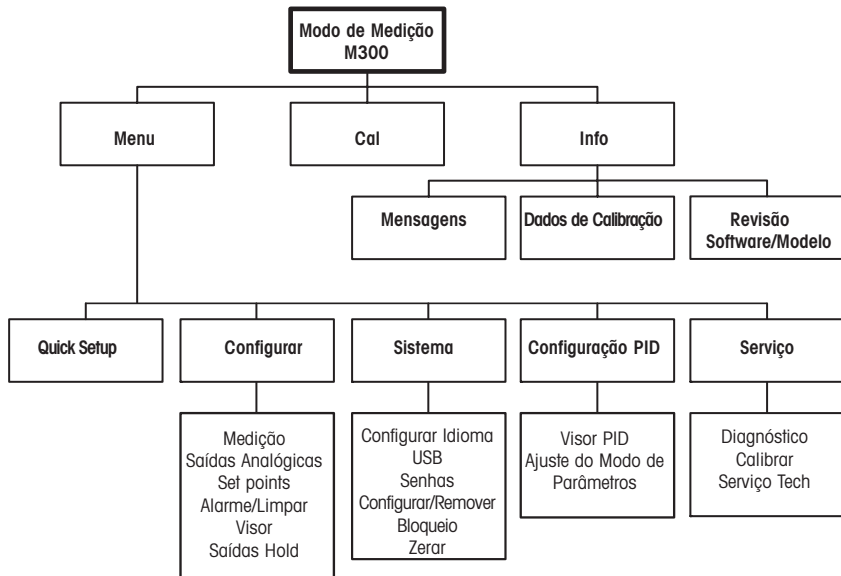 Modo de Medição
M300
Menu
Cal
Info
Mensagens
Dados de Calibração
Revisão
Software/Modelo
Quick Setup
Configurar
Sistema
Configuração PID
Serviço
Medição
Saídas Analógicas
Set points
Alarme/Limpar
Visor
Saídas Hold
Configurar Idioma
USB
Senhas
Configurar/Remover
Bloqueio
Zerar
Visor PID
Ajuste do Modo de
Parâmetros
Diagnóstico
Calibrar
Serviço Tech